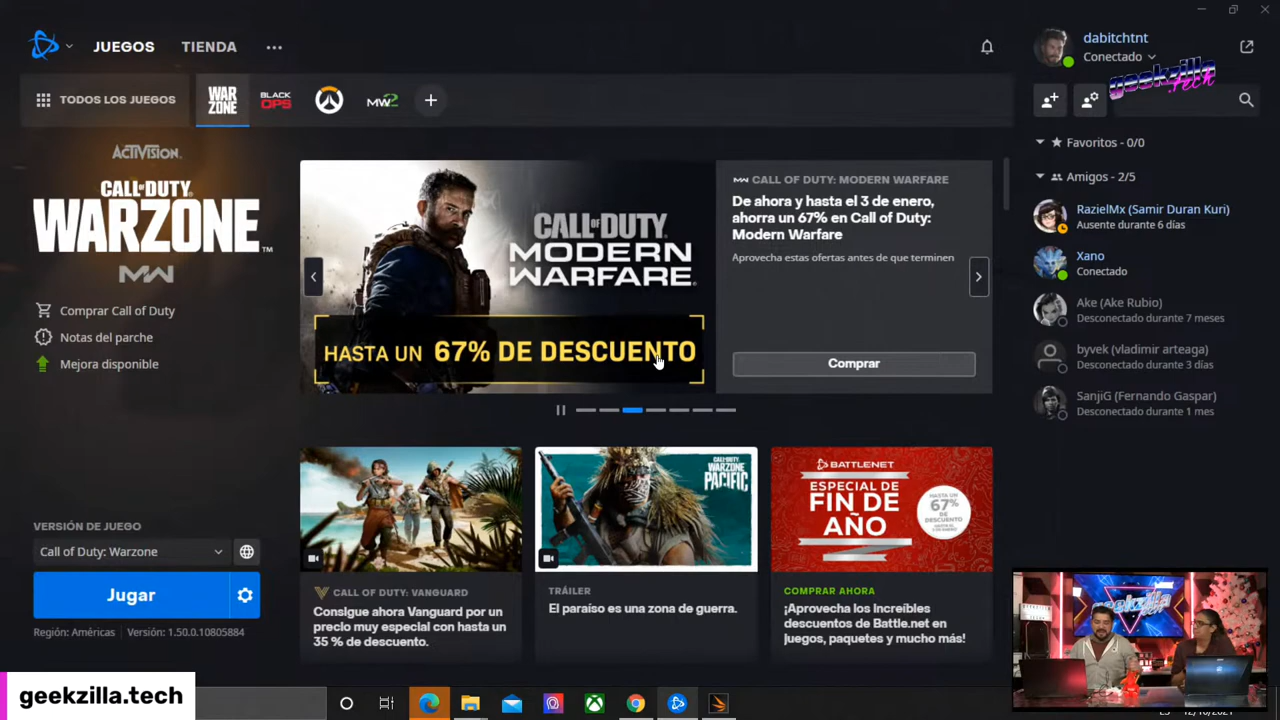 JUEGOS
TIENDA
dabitchtnt
Conectado
geekzilla
.tech
TODOS LOS JUEGOS
WAR
ZONE
BLACK
OPS
MW2
Favoritos - 0/0
Amigos - 2/5
RazielMx (Samir Duran Kuri)
Ausente durante 6 días
Xano
Conectado
Ake (Ake Rubio)
Desconectado durante 7 meses
byvek (vladimir arteaga)
Desconectado durante 3 días
SanjiG (Fernando Gaspar)
Desconectado durante 1 mes
ACTIVISION.
CALL OF DUTY
WARZONE™
MW
Comprar Call of Duty
Notas del parche
Mejora disponible
CALL OF DUTY
MODERN
WARFARE.
HASTA UN 67% DE DESCUENTO
MW CALL OF DUTY: MODERN WARFARE
De ahora y hasta el 3 de enero,
ahorra un 67% en Call of Duty:
Modern Warfare
Aprovecha estas ofertas antes de que terminen
Comprar
CALL OF DUTY
WARZONE
PACIFIC
BATTLE.NET
ESPECIAL DE
FIN DE
AÑO
HASTA UN
67%
DE
DESCUENTO
CALL OF DUTY: VANGUARD
Consigue ahora Vanguard por un
precio muy especial con hasta un
35 % de descuento.
TRÁILER
El paraíso es una zona de guerra.
COMPRAR AHORA
¡Aprovecha los increíbles
descuentos de Battle.net en
juegos, paquetes y mucho más!
VERSIÓN DE JUEGO
Call of Duty: Warzone
Jugar
Región: Américas
Versión: 1.50.0.10805884
geekzilla
geekzilla.tech